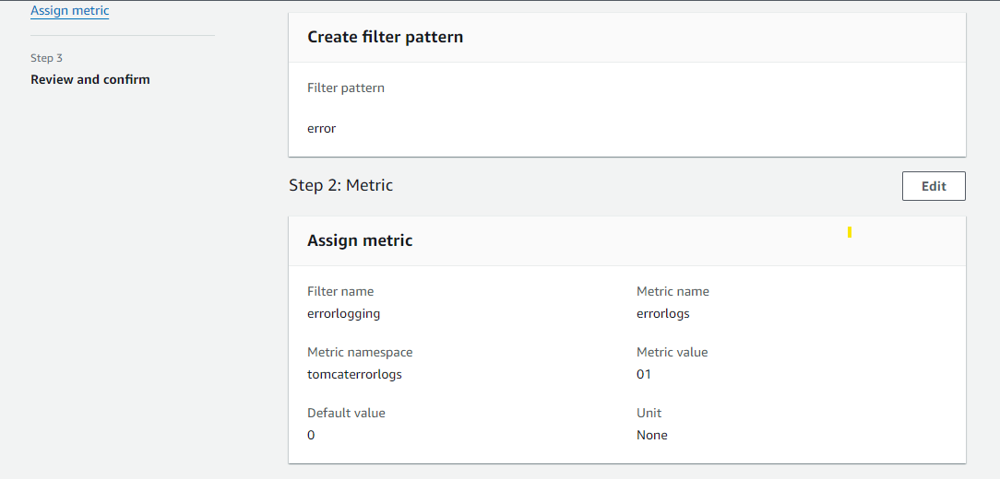 Assign metric
Step 3
Review and confirm
Create filter pattern
Filter pattern
error
Step 2: Metric
Edit
Assign metric
Filter name
errorlogging
Metric name
errorlogs
Metric namespace
tomcaterrorlogs
Metric value
01
Default value
0
Unit
None